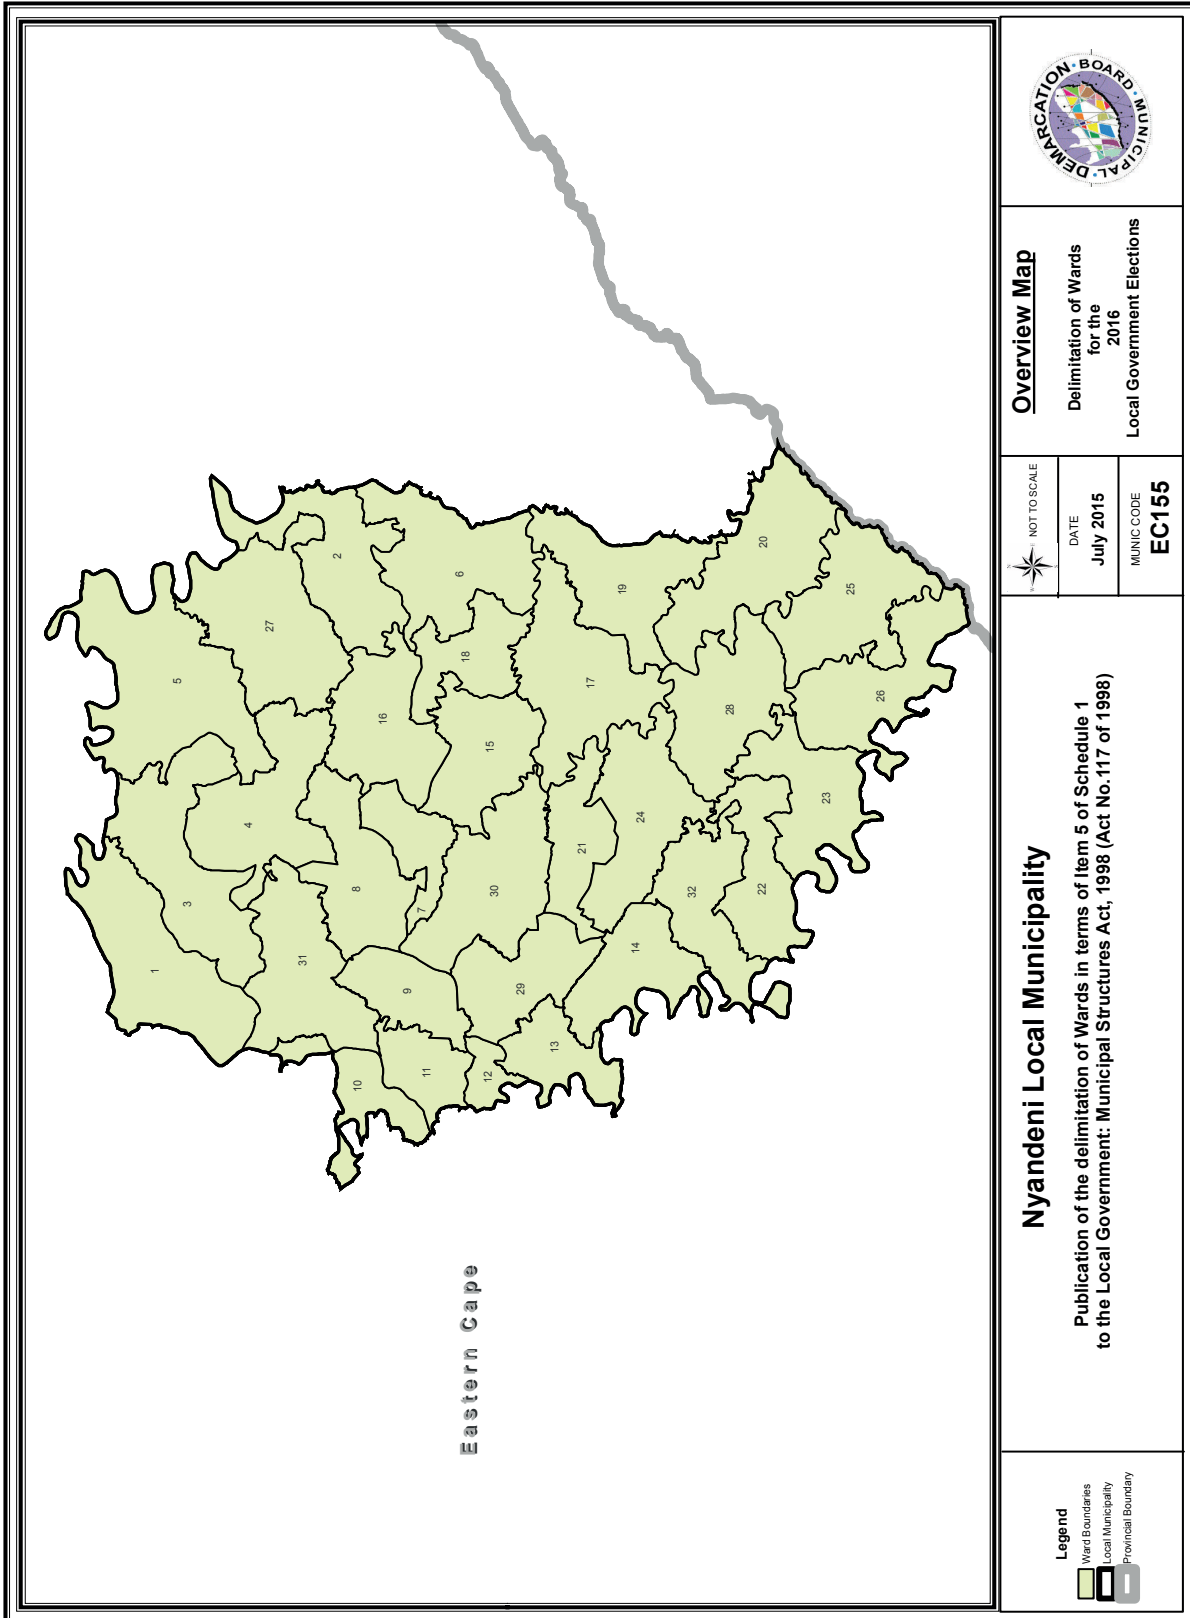 Nyandeni Local Municipality
Publication of the delimitation of Wards in terms of Item 5 of Schedule 1
to the Local Government: Municipal Structures Act, 1998 (Act No.117 of 1998)
Overview Map
Delimitation of Wards
for the
2016
Local Government Elections
NOT TO SCALE
DATE
July 2015
MUNIC CODE
EC155
MUNICIPAL • DEMARCATION • BOARD •
Legend
Ward Boundaries
Local Municipality
Provincial Boundary
Eastern Cape
1
3
5
4
27
31
2
8
10
16
9
7
11
6
18
12
15
30
29
13
21
17
19
14
24
32
28
20
22
23
25
26